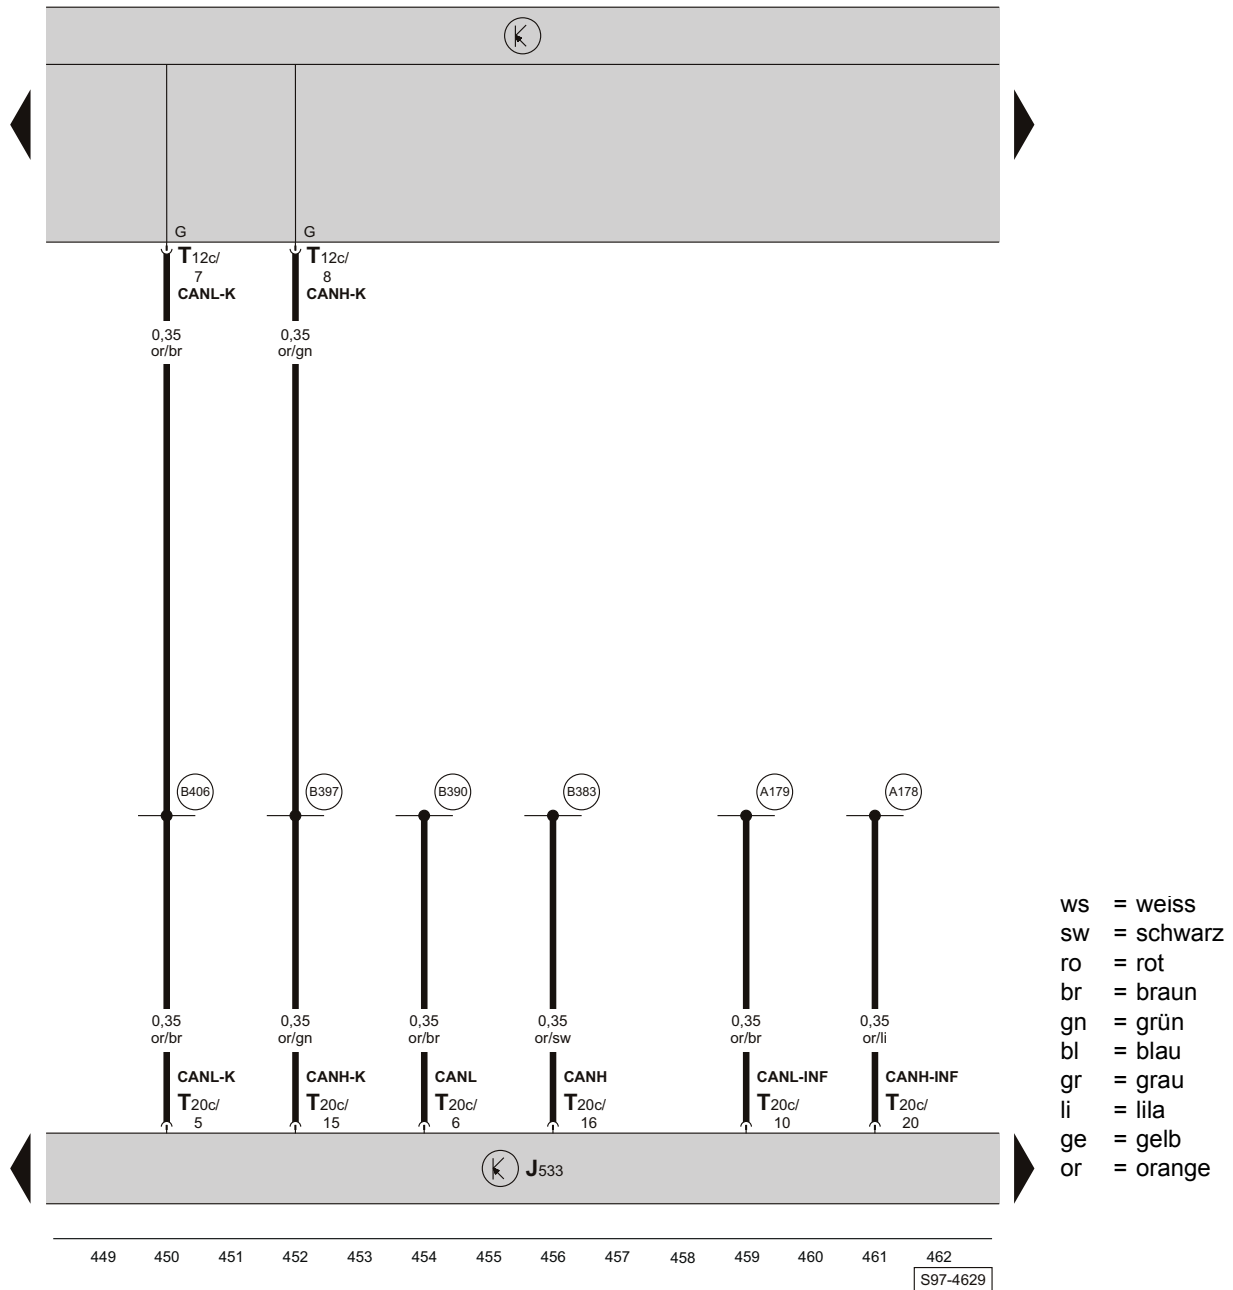 G G
T12c/ T12c/
7 8
CANL-K CANH-K
0,35 0,35
or/br or/gn
B406 B397 B390 B383 A179 A178
0,35 0,35 0,35 0,35 0,35 0,35
or/br or/gn or/br or/sw or/br or/li
CANL-K CANH-K CANL CANH CANL-INF CANH-INF
T20c/ T20c/ T20c/ T20c/ T20c/ T20c/
5 15 6 16 10 20
J533
449 450 451 452 453 454 455 456 457 458 459 460 461 462
S97-4629
ws = weiss
sw = schwarz
ro = rot
br = braun
gn = grün
bl = blau
gr = grau
li = lila
ge = gelb
or = orange